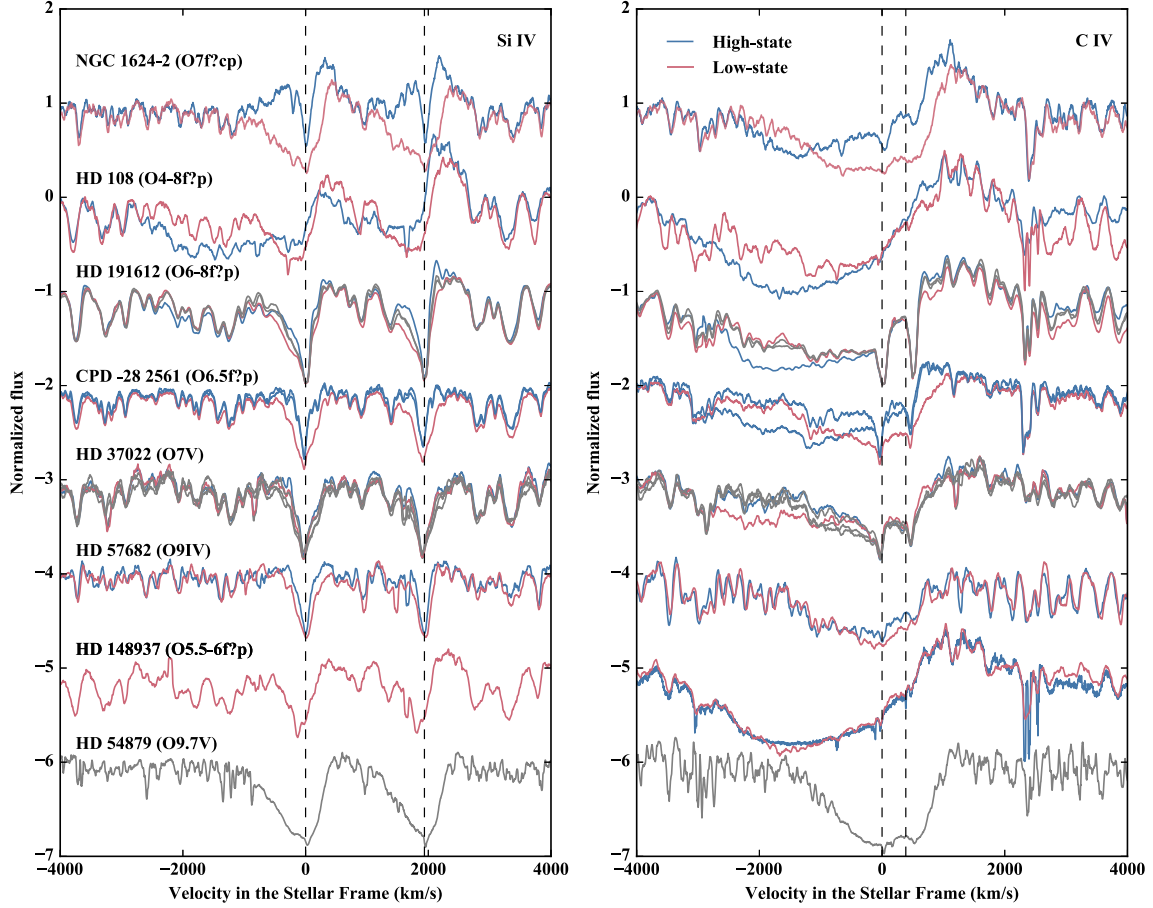 Si IV
NGC 1624-2 (O7f?cp)
HD 108 (O4-8f?p)
HD 191612 (O6-8f?p)
CPD -28 2561 (O6.5f?p)
HD 37022 (O7V)
HD 57682 (O9IV)
HD 148937 (O5.5-6f?p)
HD 54879 (O9.7V)
2
1
0
−1
−2
−3
−4
−5
−6
−7
Normalized flux
−4000 −2000 0 2000 4000
Velocity in the Stellar Frame (km/s)
C IV
High-state
Low-state
2
1
0
−1
−2
−3
−4
−5
−6
−7
Normalized flux
−4000 −2000 0 2000 4000
Velocity in the Stellar Frame (km/s)